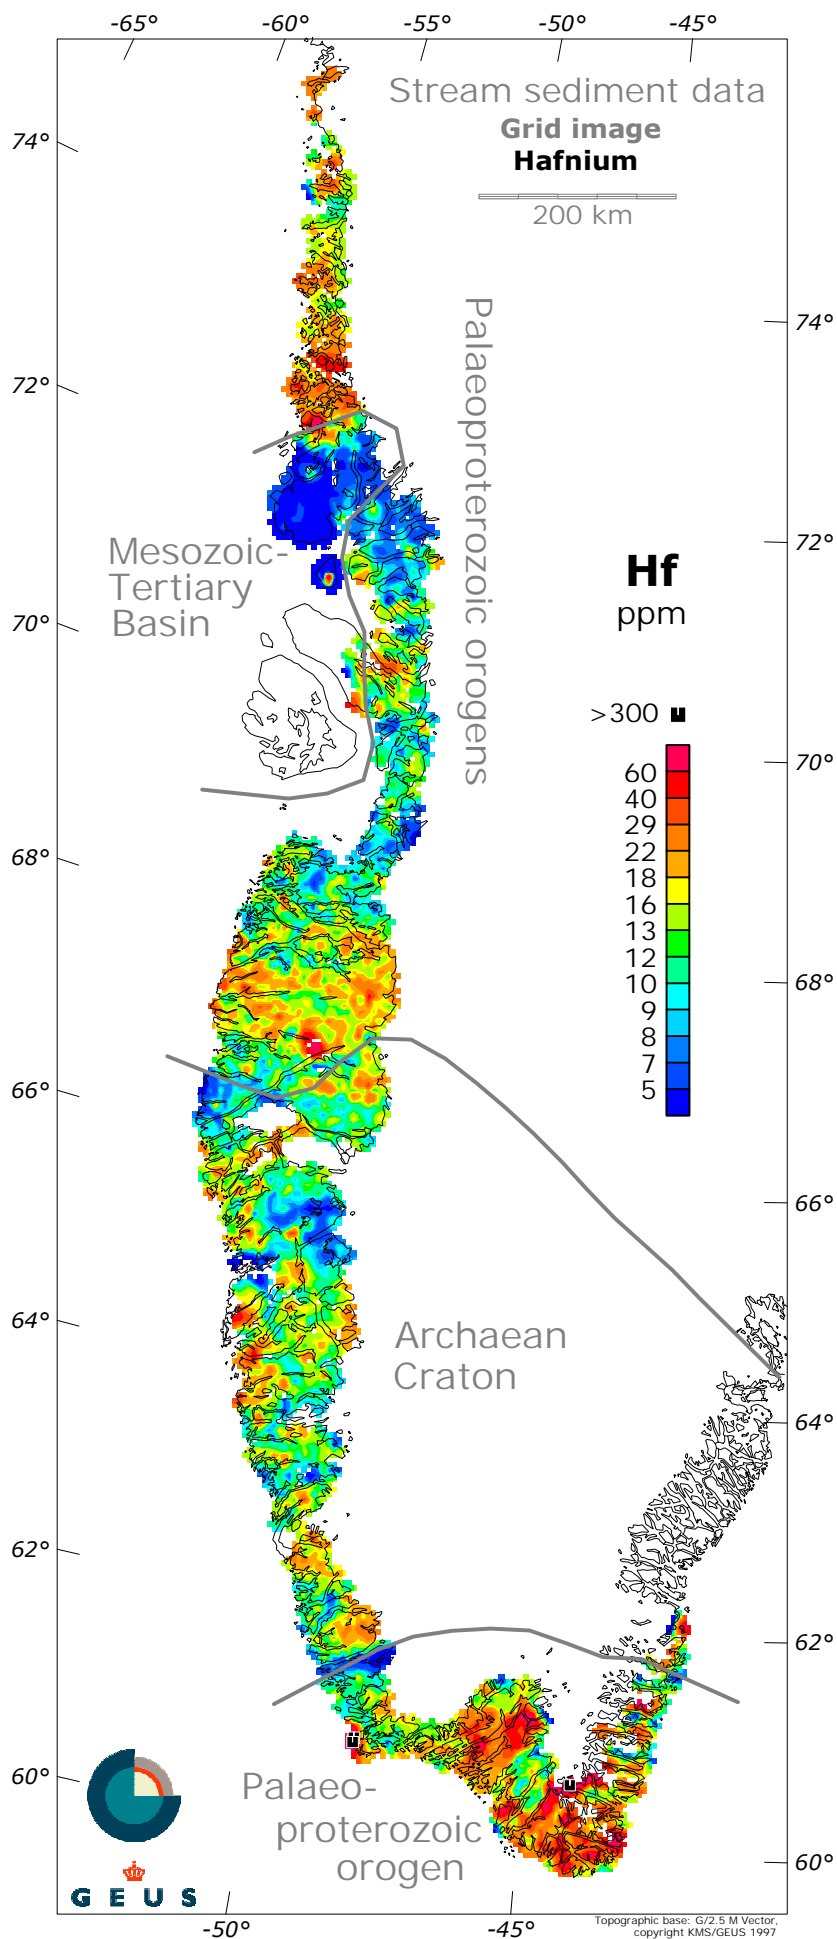 -65° -60° -55° -50° -45°
Stream sediment data
Grid image
Hafnium
200 km
74°
74°
72°
72°
70°
70°
68°
68°
66°
66°
64°
64°
62°
62°
60°
60°
Palaeoproterozoic orogens
Mesozoic-
Tertiary
Basin
Hf
ppm
>300
60
40
29
22
18
16
13
12
10
9
8
7
5
Archaean
Craton
Palaeo-
proterozoic
orogen
GEUS
-50° -45°
Topographic base: G/2.5 M Vector,
copyright KMS/GEUS 1997